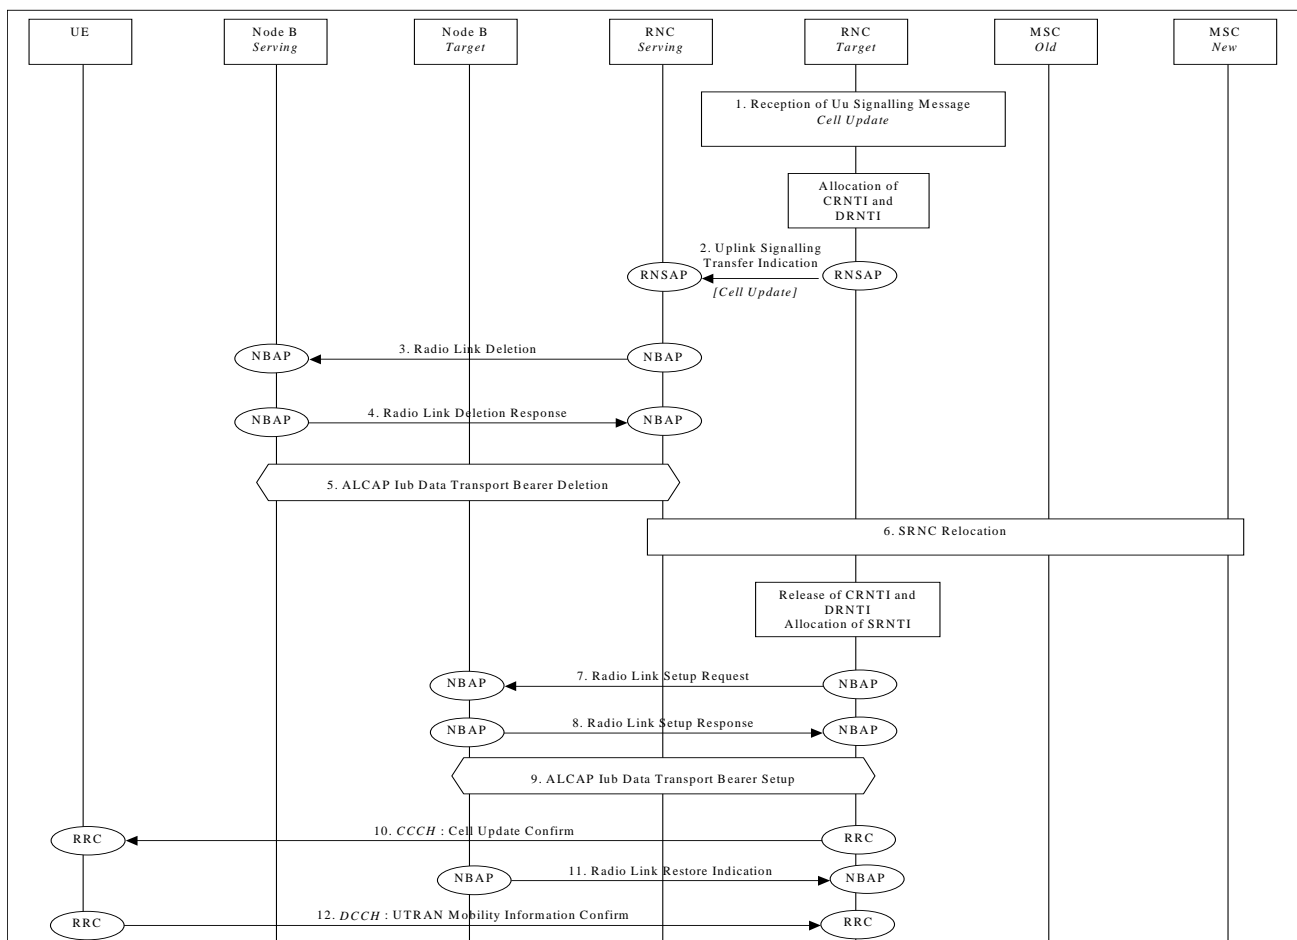 UE
Node B
Serving
Node B
Target
RNC
Serving
RNC
Target
MSC
Old
MSC
New
1. Reception of Uu Signalling Message
Cell Update
Allocation of
CRNTI and
DRNTI
2. Uplink Signalling
Transfer Indication
RNSAP
RNSAP
[Cell Update]
NBAP
3. Radio Link Deletion
NBAP
NBAP
4. Radio Link Deletion Response
NBAP
5. ALCAP Iub Data Transport Bearer Deletion
6. SRNC Relocation
Release of CRNTI and
DRNTI
Allocation of SRNTI
NBAP
7. Radio Link Setup Request
NBAP
NBAP
8. Radio Link Setup Response
NBAP
9. ALCAP Iub Data Transport Bearer Setup
RRC
10. CCCH : Cell Update Confirm
RRC
NBAP
11. Radio Link Restore Indication
NBAP
RRC
12. DCCH : UTRAN Mobility Information Confirm
RRC